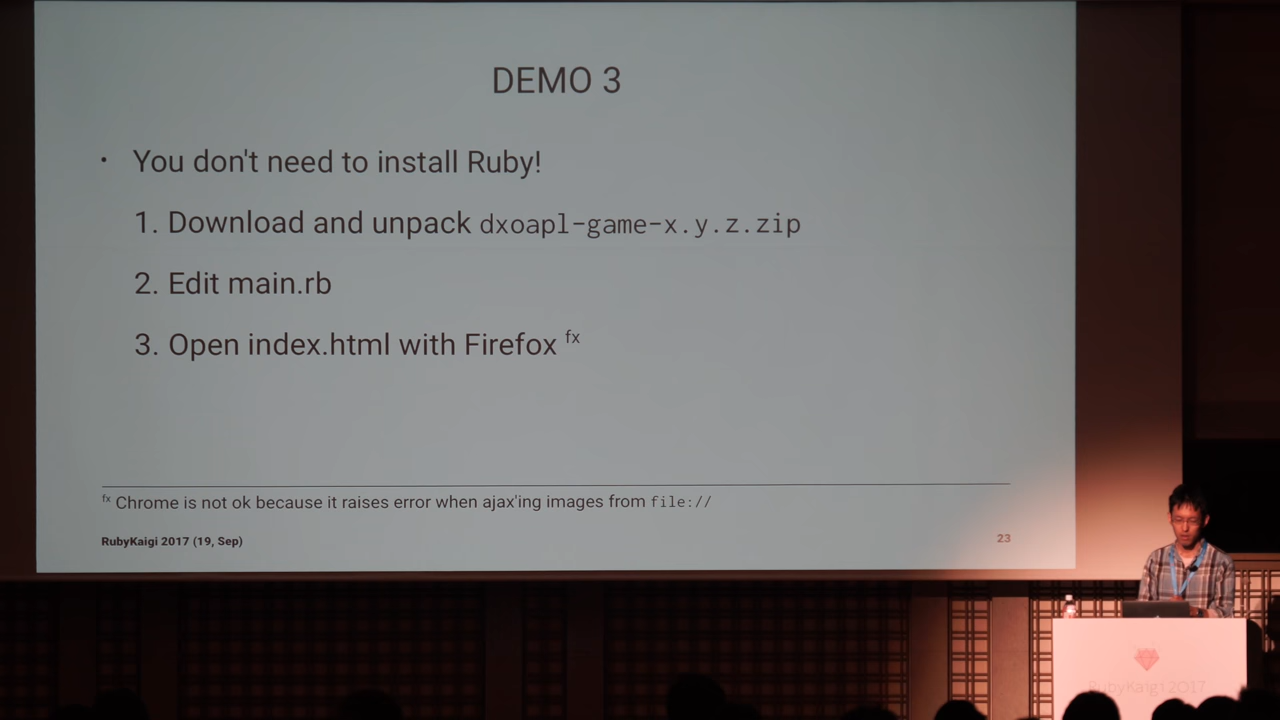 DEMO 3
• You don't need to install Ruby!
1. Download and unpack dxoapl-game-x.y.z.zip
2. Edit main.rb
3. Open index.html with Firefox fx
fx Chrome is not ok because it raises error when ajax'ing images from file://
RubyKaigi 2017 (19, Sep)
23
RubyKaigi 2017